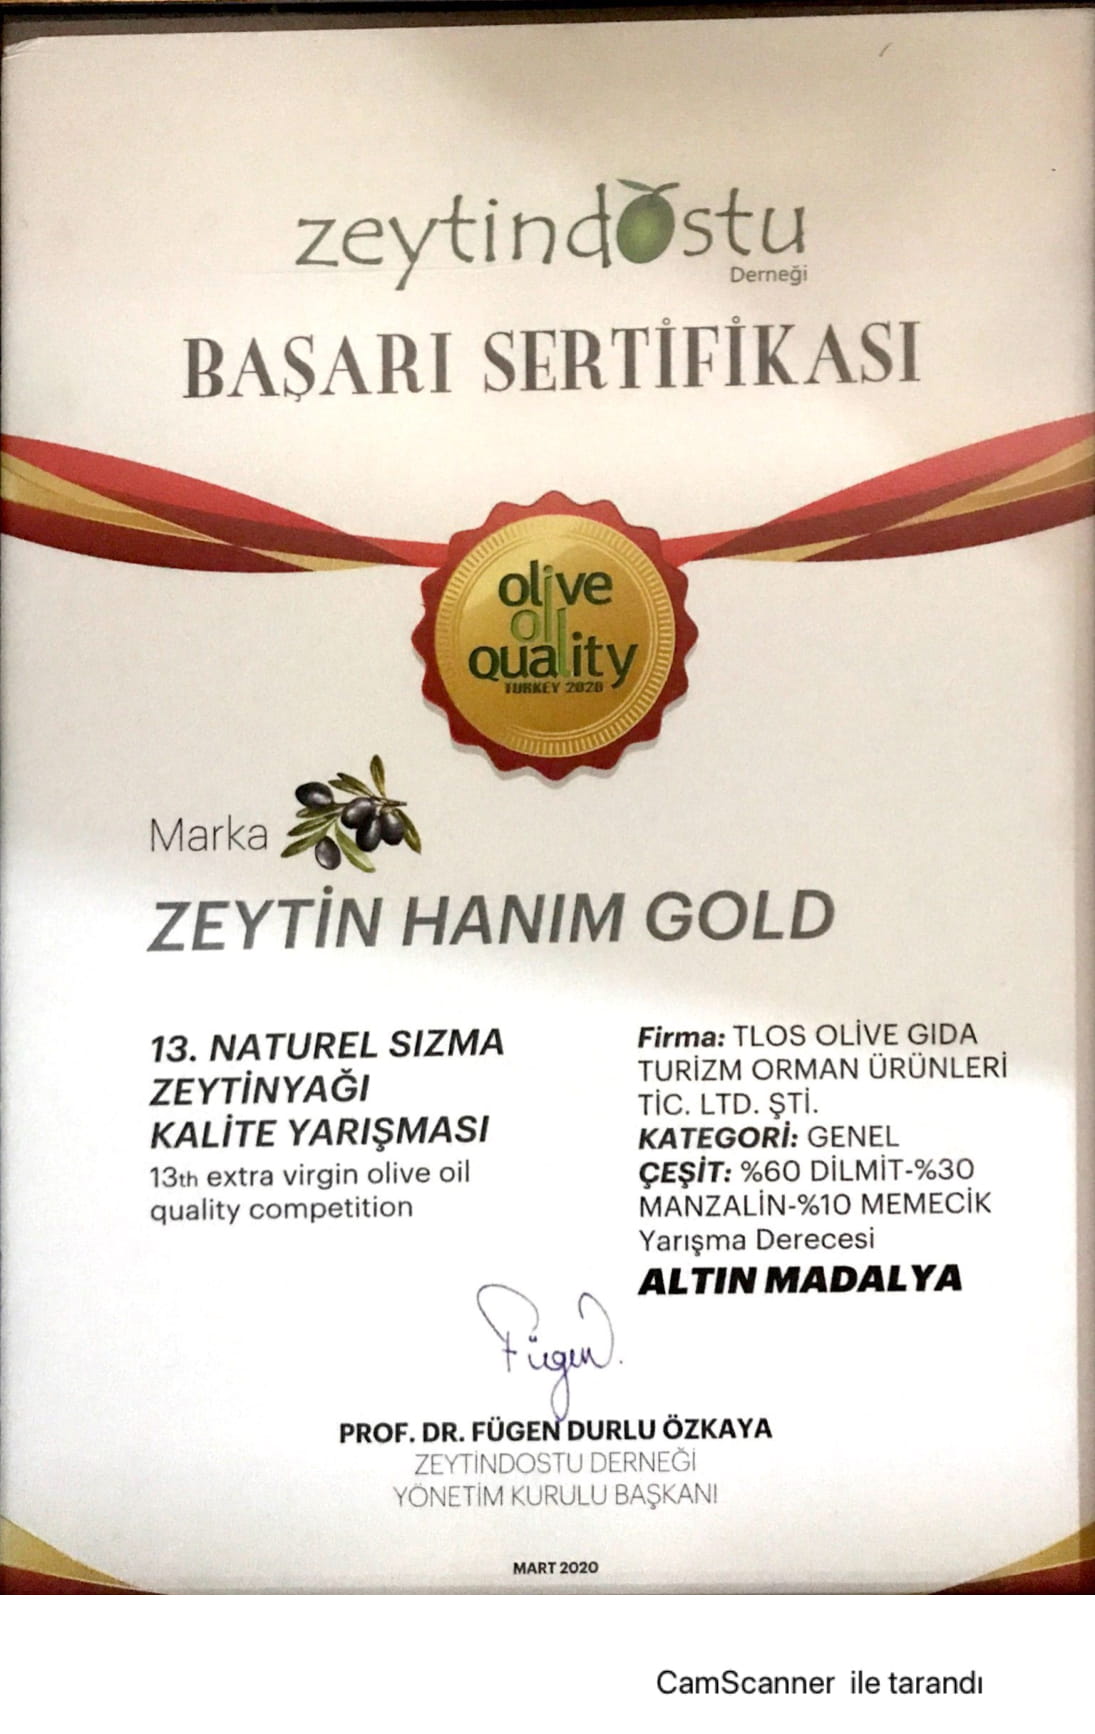 zeytindostu
Derneği
BAŞARI SERTİFİKASI
olive
oil
quality
TURKEY 2020
Marka
ZEYTİN HANIM GOLD
13. NATUREL SIZMA
ZEYTİNYAĞI
KALİTE YARIŞMASI
13th extra virgin olive oil
quality competition
Firma: TLOS OLİVE GIDA
TURİZM ORMAN ÜRÜNLERİ
TİC. LTD. ŞTİ.
KATEGORİ: GENEL
ÇEŞİT: %60 DİLMİT-%30
MANZALİN-%10 MEMECİK
Yarışma Derecesi
ALTIN MADALYA
Fügen
PROF. DR. FÜGEN DURLU ÖZKAYA
ZEYTİNDOSTU DERNEĞİ
YÖNETİM KURULU BAŞKANI
MART 2020
CamScanner ile tarandı